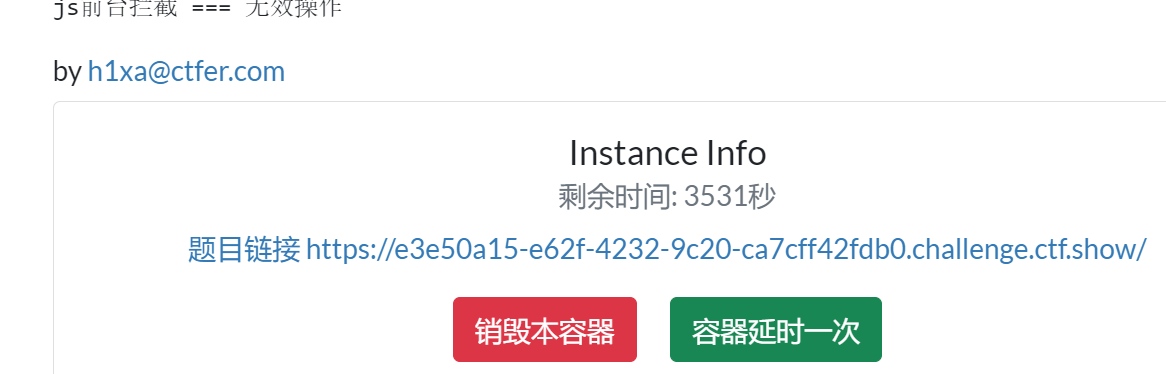 js前台拦截 === 无效操作
by h1xa@ctfer.com
Instance Info
剩余时间: 3531秒
题目链接 https://e3e50a15-e62f-4232-9c20-ca7cff42fdb0.challenge.ctf.show/
销毁本容器 容器延时一次